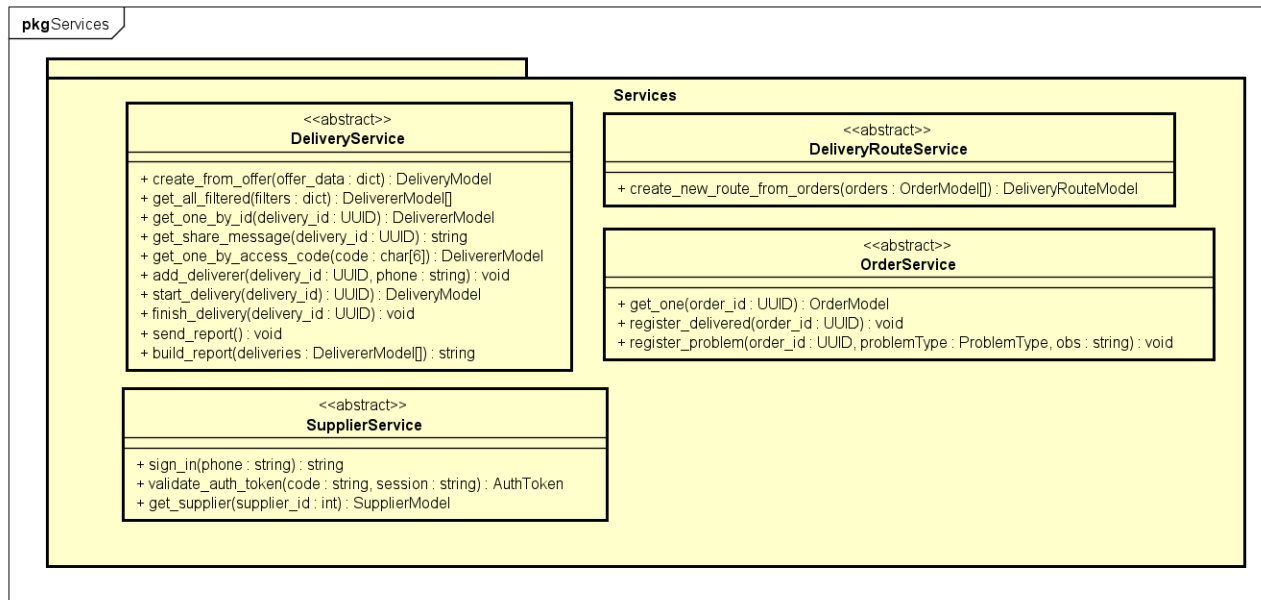 pkgServices
Services
<<abstract>>
DeliveryService
+ create_from_offer(offer_data : dict) : DeliveryModel
+ get_all_filtered(filters : dict) : DelivererModel[]
+ get_one_by_id(delivery_id : UUID) : DelivererModel
+ get_share_message(delivery_id : UUID) : string
+ get_one_by_access_code(code : char[6]) : DelivererModel
+ add_deliverer(delivery_id : UUID, phone : string) : void
+ start_delivery(delivery_id) : UUID) : DeliveryModel
+ finish_delivery(delivery_id : UUID) : void
+ send_report() : void
+ build_report(deliveries : DelivererModel[]) : string
<<abstract>>
DeliveryRouteService
+ create_new_route_from_orders(orders : OrderModel[]) : DeliveryRouteModel
<<abstract>>
OrderService
+ get_one(order_id : UUID) : OrderModel
+ register_delivered(order_id : UUID) : void
+ register_problem(order_id : UUID, problemType : ProblemType, obs : string) : void
<<abstract>>
SupplierService
+ sign_in(phone : string) : string
+ validate_auth_token(code : string, session : string) : AuthToken
+ get_supplier(supplier_id : int) : SupplierModel